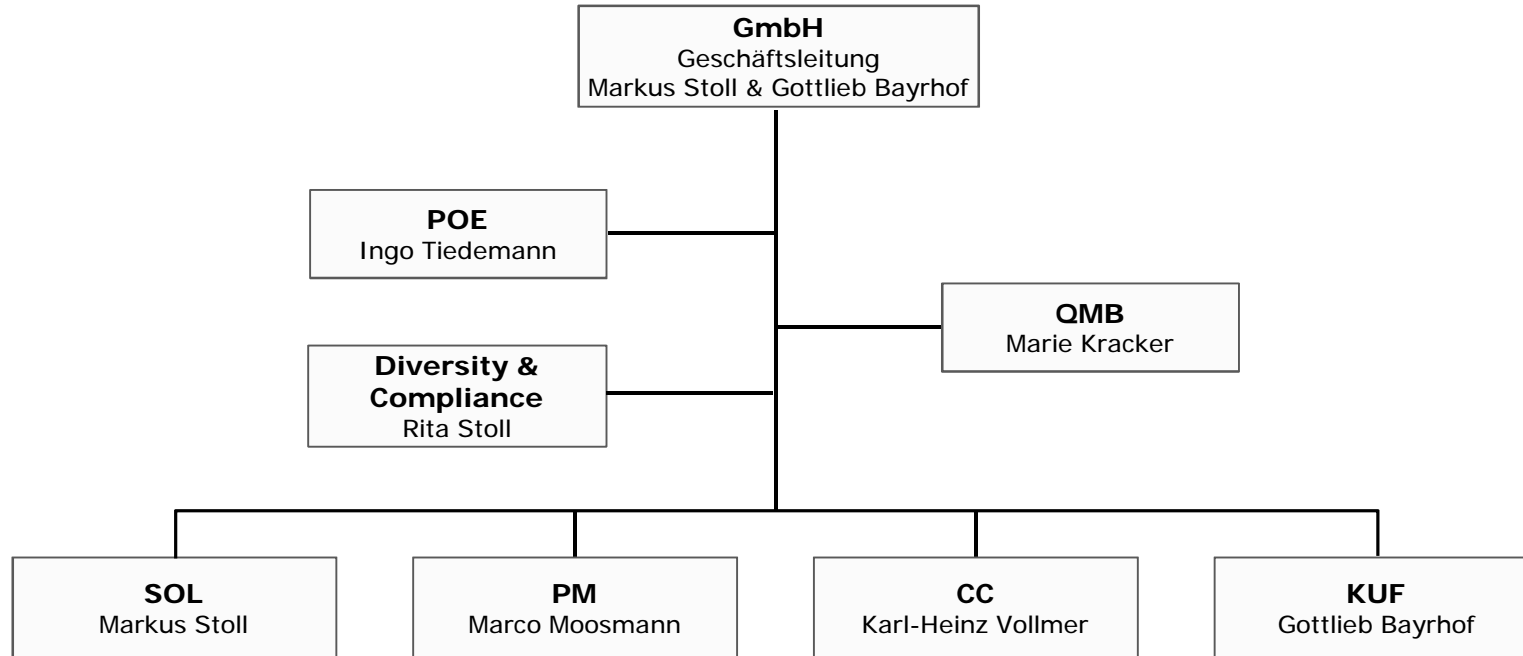 GmbH
Geschäftsleitung
Markus Stoll & Gottlieb Bayrhof
POE
Ingo Tiedemann
QMB
Marie Kracker
Diversity &
Compliance
Rita Stoll
SOL
Markus Stoll
PM
Marco Moosmann
CC
Karl-Heinz Vollmer
KUF
Gottlieb Bayrhof